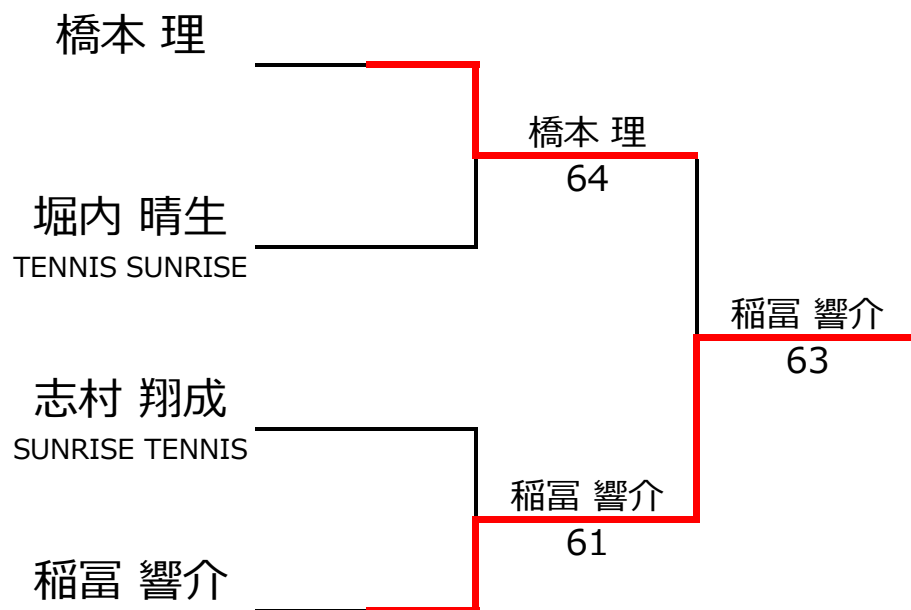 橋本 理
橋本 理
64
堀内 晴生
TENNIS SUNRISE
稲冨 響介
63
志村 翔成
SUNRISE TENNIS
稲冨 響介
61
稲冨 響介